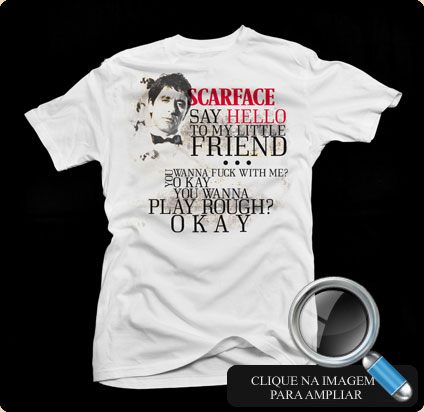 SCARFACE
SAY HELLO
TO MY LITTLE
FRIEND
...
YOU WANNA FUCK WITH ME?
O KAY
YOU WANNA
PLAY ROUGH?
OKAY
CLIQUE NA IMAGEM
PARA AMPLIAR